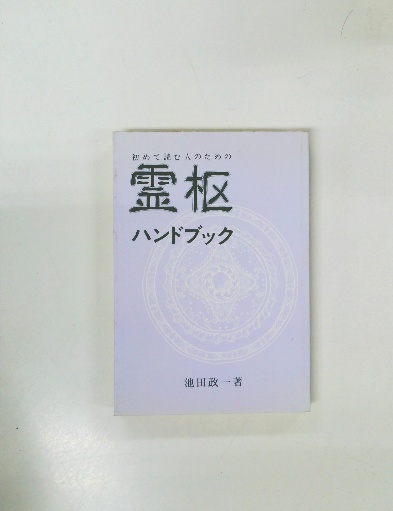 初めて読む人のための
霊枢
ハンドブック
池田政一著